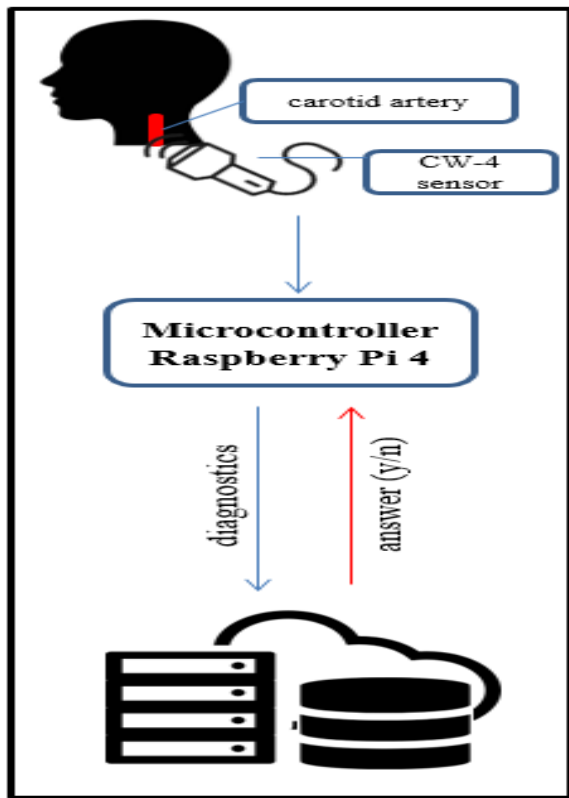 carotid artery
CW-4
sensor
Microcontroller
Raspberry Pi 4
diagnostics
answer (y/n)